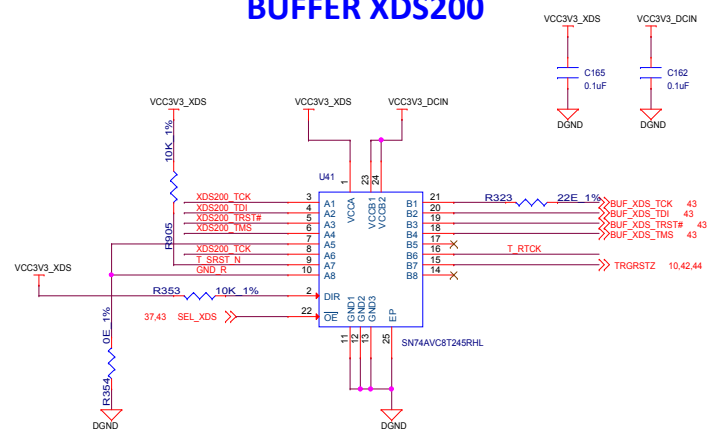 BUFFER XDS200
VCC3V3_XDS
VCC3V3_DCIN
C165
0.1uF
C162
0.1uF
DGND
DGND
VCC3V3_XDS
VCC3V3_XDS
VCC3V3_DCIN
10K_1%
R905
U41
1
23
24
VCCA
VCCB1
VCCB2
XDS200_TCK
3
A1
B1
21
R323
22E_1%
BUF_XDS_TCK
43
XDS200_TDI
4
A2
B2
20
BUF_XDS_TDI
43
XDS200_TRST#
5
A3
B3
19
BUF_XDS_TRST#
43
XDS200_TMS
6
A4
B4
18
BUF_XDS_TMS
43
7
A5
B5
17
XDS200_TCK
8
A6
B6
16
T_RTCK
T_SRST_N
9
A7
B7
15
TRGRSTZ
10,42,44
GND_R
10
A8
B8
14
VCC3V3_XDS
R353
10K_1%
2
DIR
37,43
SEL_XDS
22
OE
GND1
GND2
GND3
EP
11
12
13
25
SN74AVC8T245RHL
0E_1%
R354
DGND
DGND